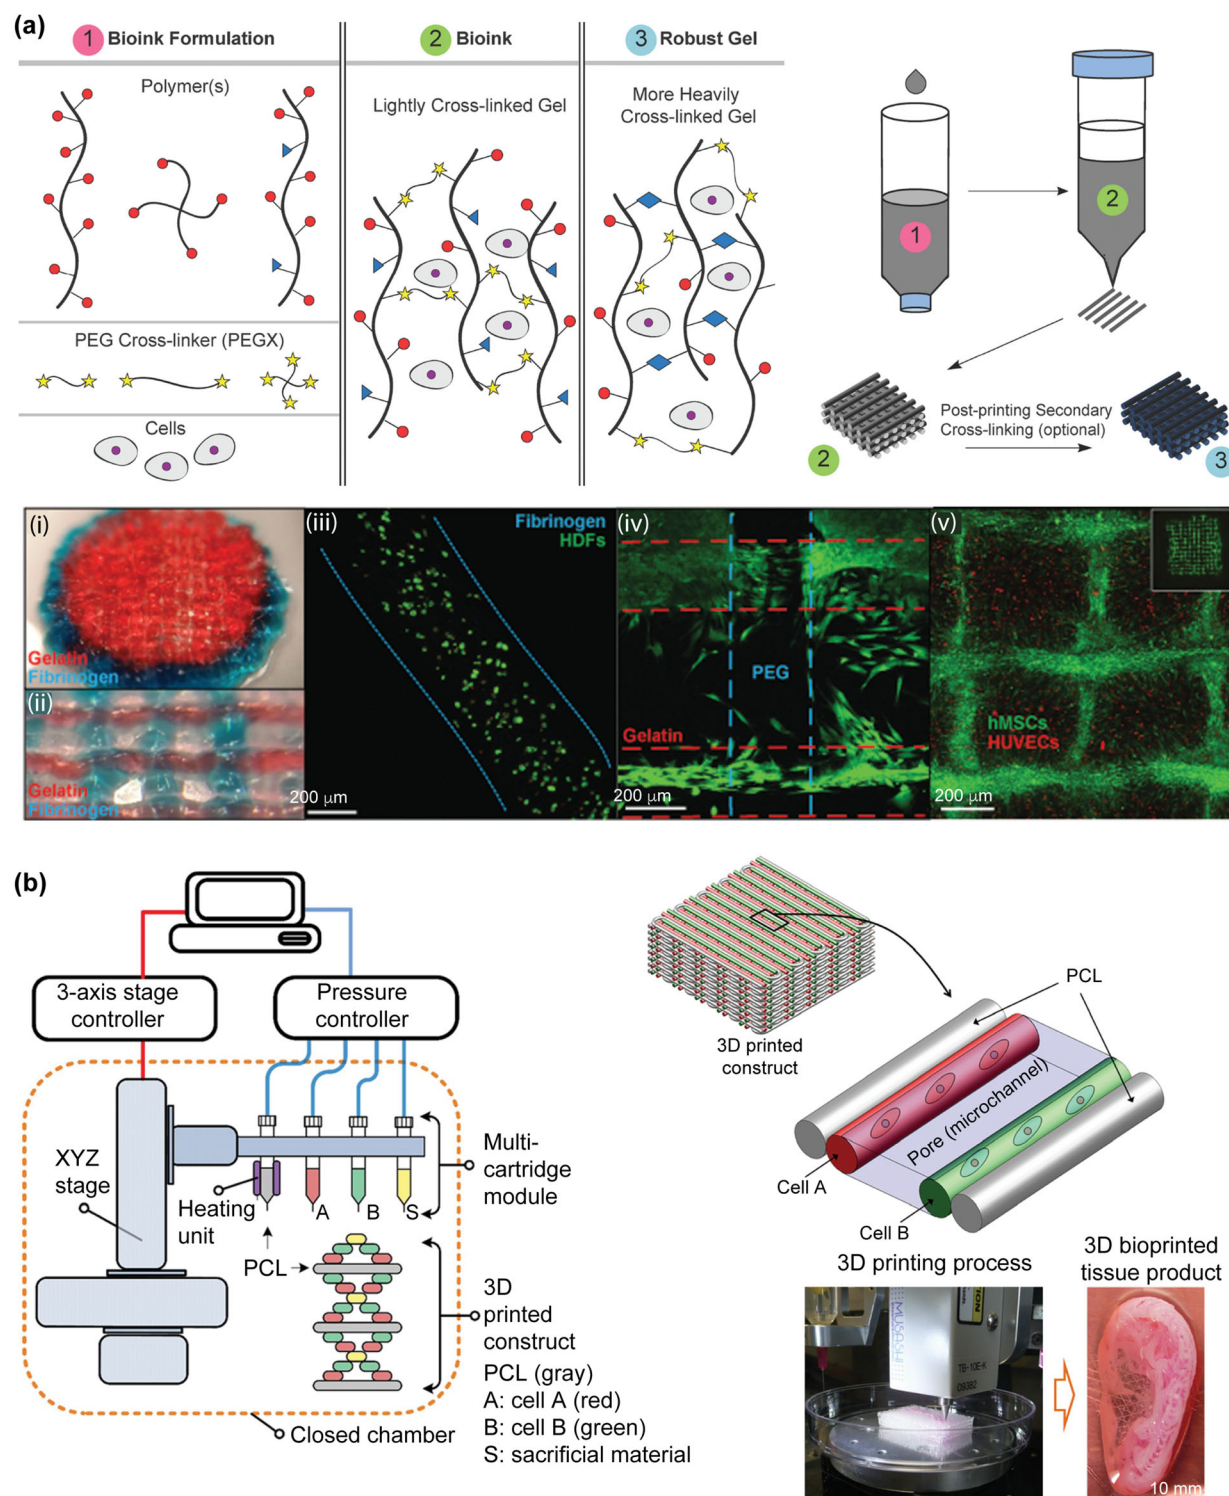 (a)
1 Bioink Formulation
2 Bioink
3 Robust Gel
Polymer(s)
Lightly Cross-linked Gel
More Heavily
Cross-linked Gel
1
2
PEG Cross-linker (PEGX)
Cells
Post-printing Secondary
Cross-linking (optional)
2
3
(i)
Gelatin
Fibrinogen
(ii)
Gelatin
Fibrinogen
(iii)
Fibrinogen
HDFs
200 μm
(iv)
PEG
Gelatin
200 μm
(v)
hMSCs
HUVECs
200 μm
(b)
3-axis stage
controller
Pressure
controller
XYZ
stage
Heating
unit
A
B
S
PCL
Multi-
cartridge
module
3D
printed
construct
PCL (gray)
A: cell A (red)
B: cell B (green)
S: sacrificial material
Closed chamber
3D printed
construct
PCL
Pore (microchannel)
Cell A
Cell B
3D printing process
3D bioprinted
tissue product
MUSASHI
TB-10E-K
09382
10 mm